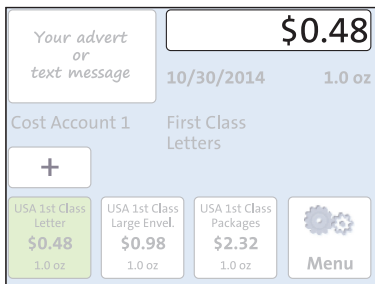 Your advert
or
text message
$0.48
10/30/2014 1.0 oz
Cost Account 1
First Class
Letters
+
USA 1st Class
Letter
$0.48
1.0 oz
USA 1st Class
Large Envel.
$0.98
1.0 oz
USA 1st Class
Packages
$2.32
1.0 oz
Menu